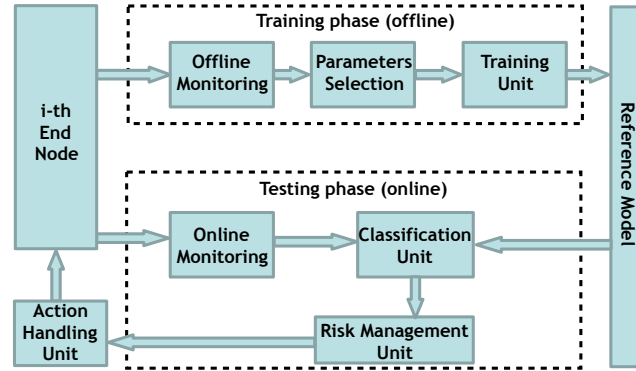 Training phase (offline)
Offline
Monitoring
Parameters
Selection
Training
Unit
i-th
End
Node
Reference Model
Testing phase (online)
Online
Monitoring
Classification
Unit
Action
Handling
Unit
Risk Management
Unit